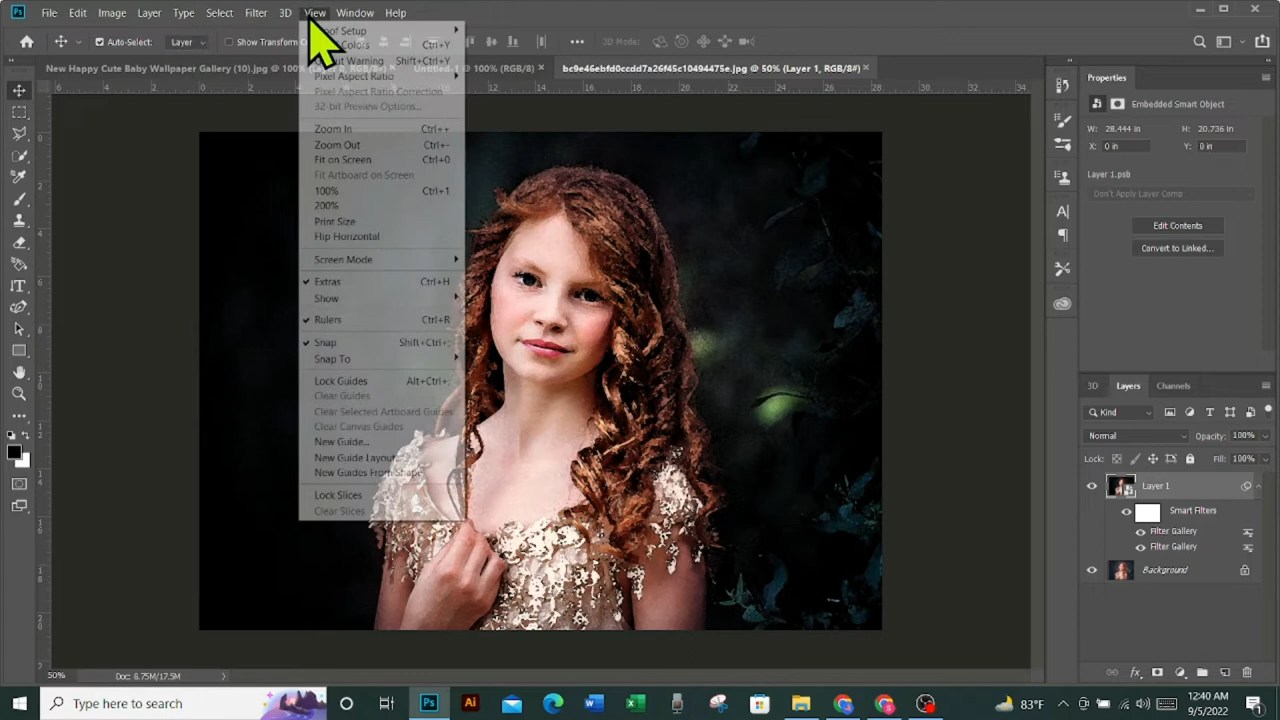 File Edit Image Layer Type Select Filter 3D View Window Help
Auto-Select: Layer Show Transform 3D Mode:
New Happy Cute Baby Wallpaper Gallery (10).jpg @ 100% @ 100% (RGB/8) bc9e46ebfd0ccdd7a26f45c10494475e.jpg @ 50% (Layer 1, RGB/8#)
Setup
Colors Ctrl+Y
Warning Shift+Ctrl+Y
Pixel Aspect Ratio
Pixel Aspect Ratio Correction
32-bit Preview Options...
Zoom In Ctrl++
Zoom Out Ctrl+-
Fit on Screen Ctrl+0
Fit Artboard on Screen
100% Ctrl+1
200%
Print Size
Flip Horizontal
Screen Mode
Extras Ctrl+H
Show
Rulers Ctrl+R
Snap Shift+Ctrl+;
Snap To
Lock Guides Alt+Ctrl+;
Clear Guides
Clear Selected Artboard Guides
Clear Canvas Guides
New Guide...
New Guide Layout...
New Guides From Shape
Lock Slices
Clear Slices
Properties
Embedded Smart Object
W: 28.444 in H: 20.736 in
X: 0 in Y: 0 in
Layer 1.psb
Don't Apply Layer Comp
Edit Contents
Convert to Linked...
3D Layers Channels
Kind
Normal Opacity: 100%
Lock: Fill: 100%
Layer 1
Smart Filters
Filter Gallery
Filter Gallery
Background
50% Doc: 8.75M/17.5M
Type here to search
83°F
12:40 AM
9/5/2022